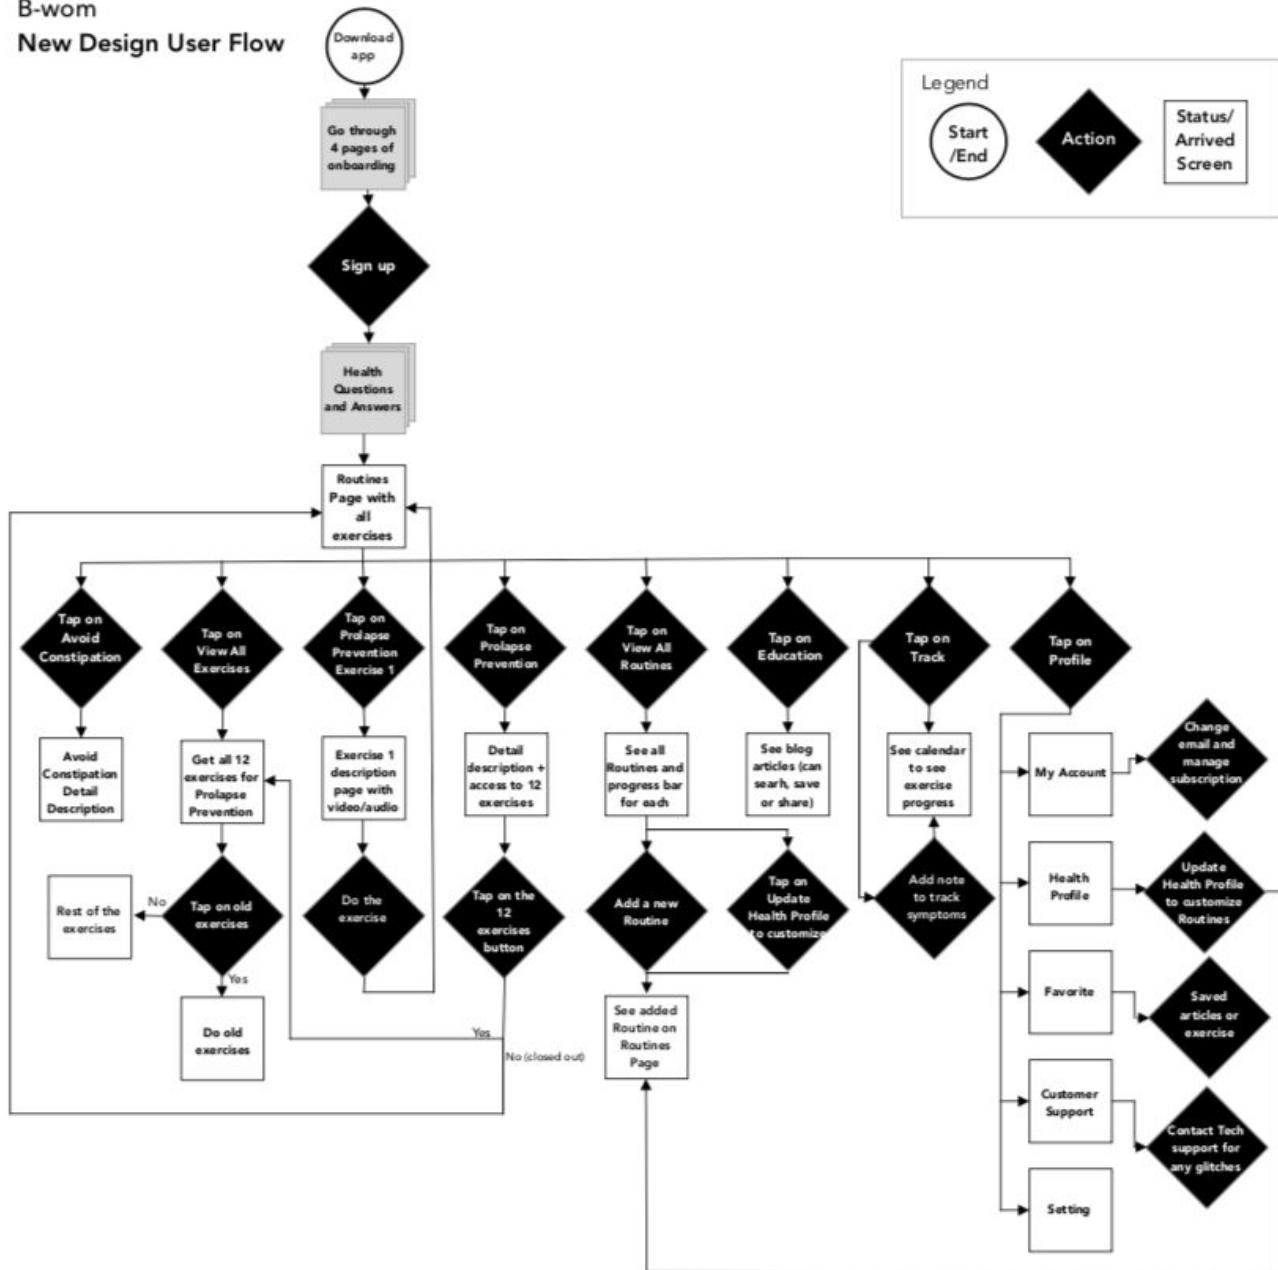 B-wom
New Design User Flow
Download
app
Go through
4 pages of
onboarding
Legend
Start
/End
Action
Status/
Arrived
Screen
Sign up
Health
Questions
and Answers
Routines
Page with
all
exercises
Tap on
Avoid
Constipation
Tap on
View All
Exercises
Tap on
Prolapse
Prevention
Exercise 1
Tap on
Prolapse
Prevention
Tap on
View All
Routines
Tap on
Education
Tap on
Track
Tap on
Profile
Avoid
Constipation
Detail
Description
Get all 12
exercises for
Prolapse
Prevention
Exercise 1
description
page with
video/audio
Detail
description +
access to 12
exercises
See all
Routines and
progress bar
for each
See blog
articles (can
searh, save
or share)
See calendar
to see
exercise
progress
My Account
Change
email and
manage
subscription
Rest of the
exercises
No
Tap on old
exercises
Yes
Do old
exercises
Do the
exercise
Tap on the
12
exercises
button
Yes
No (closed out)
Add a new
Routine
Tap on
Update
Health Profile
to customize
See added
Routine on
Routines
Page
Add note
to track
symptoms
Health
Profile
Update
Health Profile
to customize
Routines
Favorite
Saved
articles or
exercise
Customer
Support
Contact Tech
support for
any glitches
Setting